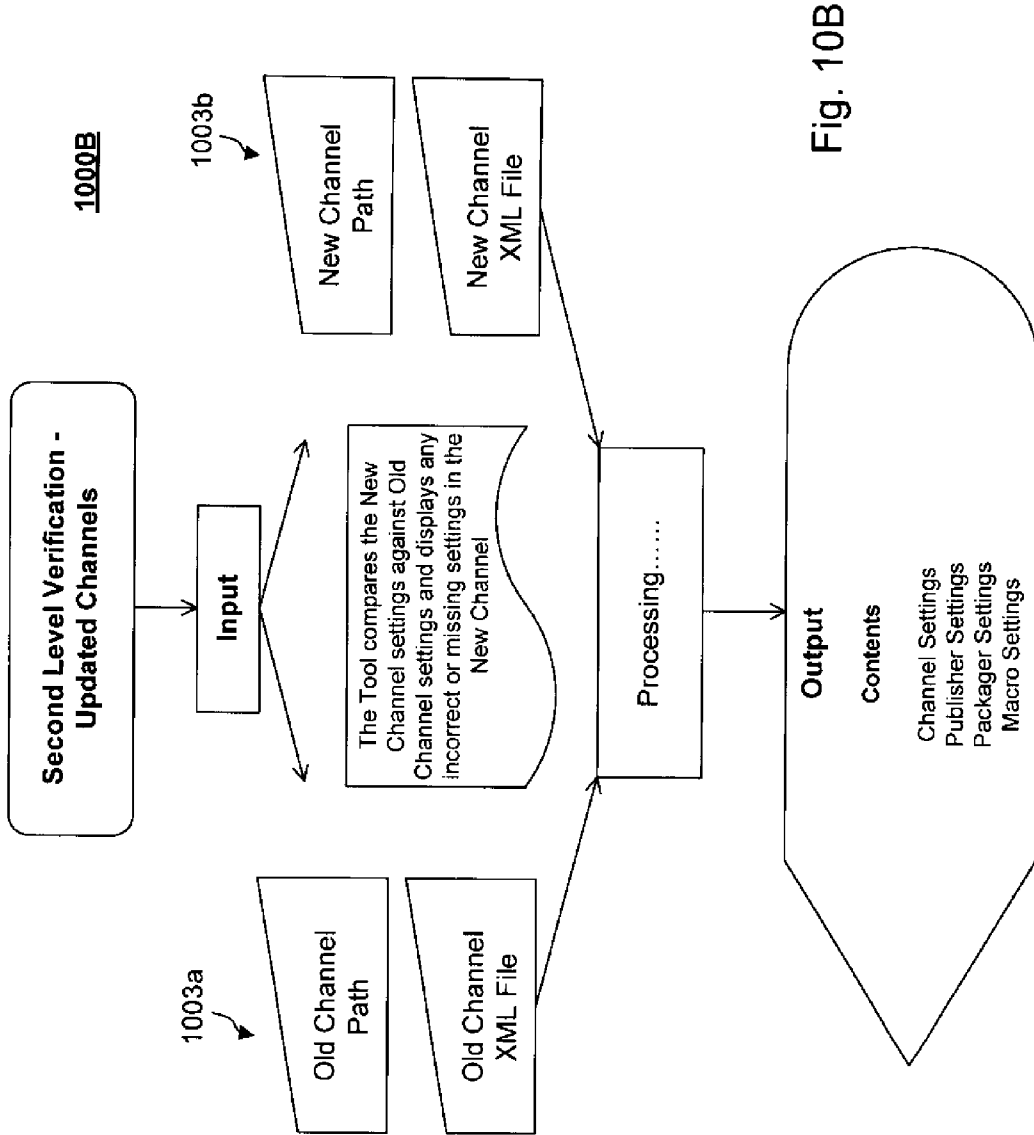 1000B
Second Level Verification -
Updated Channels
Input
1003a
Old Channel
Path
Old Channel
XML File
The Tool compares the New
Channel settings against Old
Channel settings and displays any
incorrect or missing settings in the
New Channel
1003b
New Channel
Path
New Channel
XML File
Processing......
Output
Contents
Channel Settings
Publisher Settings
Packager Settings
Macro Settings
Fig. 10B